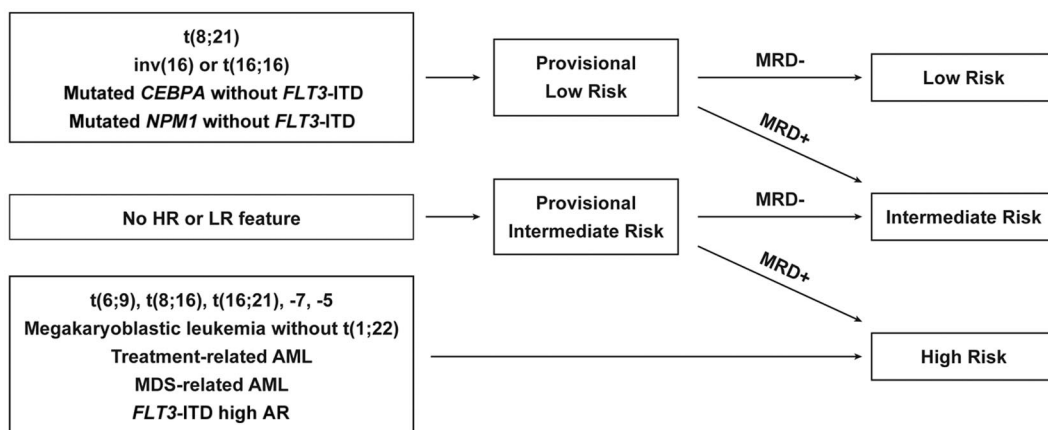 t(8;21)
inv(16) or t(16;16)
Mutated CEBPA without FLT3-ITD
Mutated NPM1 without FLT3-ITD
Provisional
Low Risk
MRD-
Low Risk
MRD+
No HR or LR feature
Provisional
Intermediate Risk
MRD-
Intermediate Risk
MRD+
t(6;9), t(8;16), t(16;21), -7, -5
Megakaryoblastic leukemia without t(1;22)
Treatment-related AML
MDS-related AML
FLT3-ITD high AR
High Risk